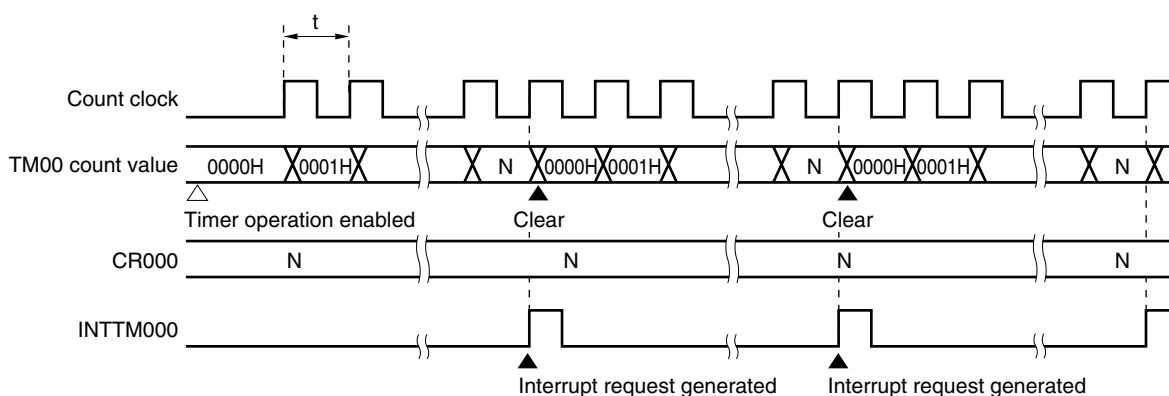 t
Count clock
TM00 count value 0000H 0001H N 0000H 0001H N 0000H 0001H N
Timer operation enabled Clear Clear
CR000 N N N N
INTTM000
Interrupt request generated Interrupt request generated